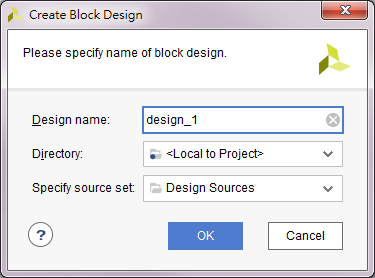 Create Block Design
Please specify name of block design.
Design name: design_1
Directory: <Local to Project>
Specify source set: Design Sources
? OK Cancel